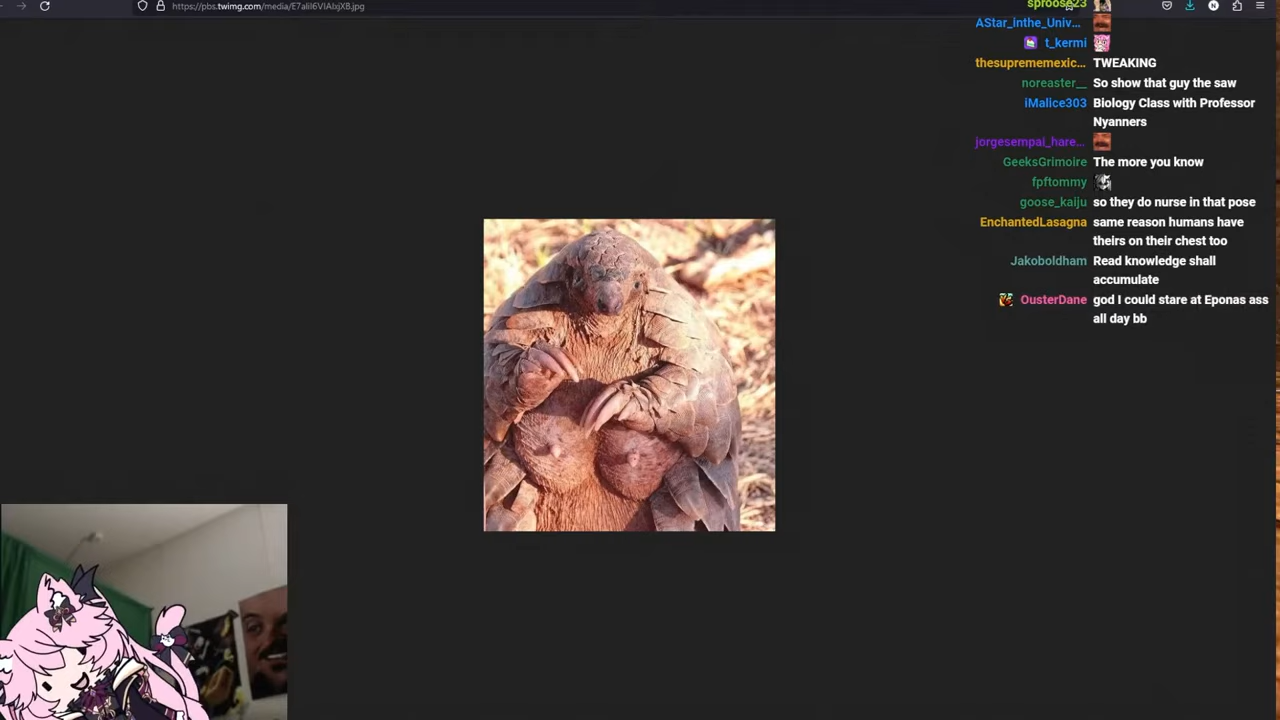 https://pbs.twimg.com/media/E7aIiI6VIAIxjXB.jpg
sproose23
AStar_inthe_Univ...
t_kermi
thesuprememexic... TWEAKING
noreaster__ So show that guy the saw
iMalice303 Biology Class with Professor
Nyanners
jorgesempai_hare...
GeeksGrimoire The more you know
fpftommy
goose_kaiju so they do nurse in that pose
EnchantedLasagna same reason humans have
theirs on their chest too
Jakoboldham Read knowledge shall
accumulate
OusterDane god I could stare at Eponas ass
all day bb